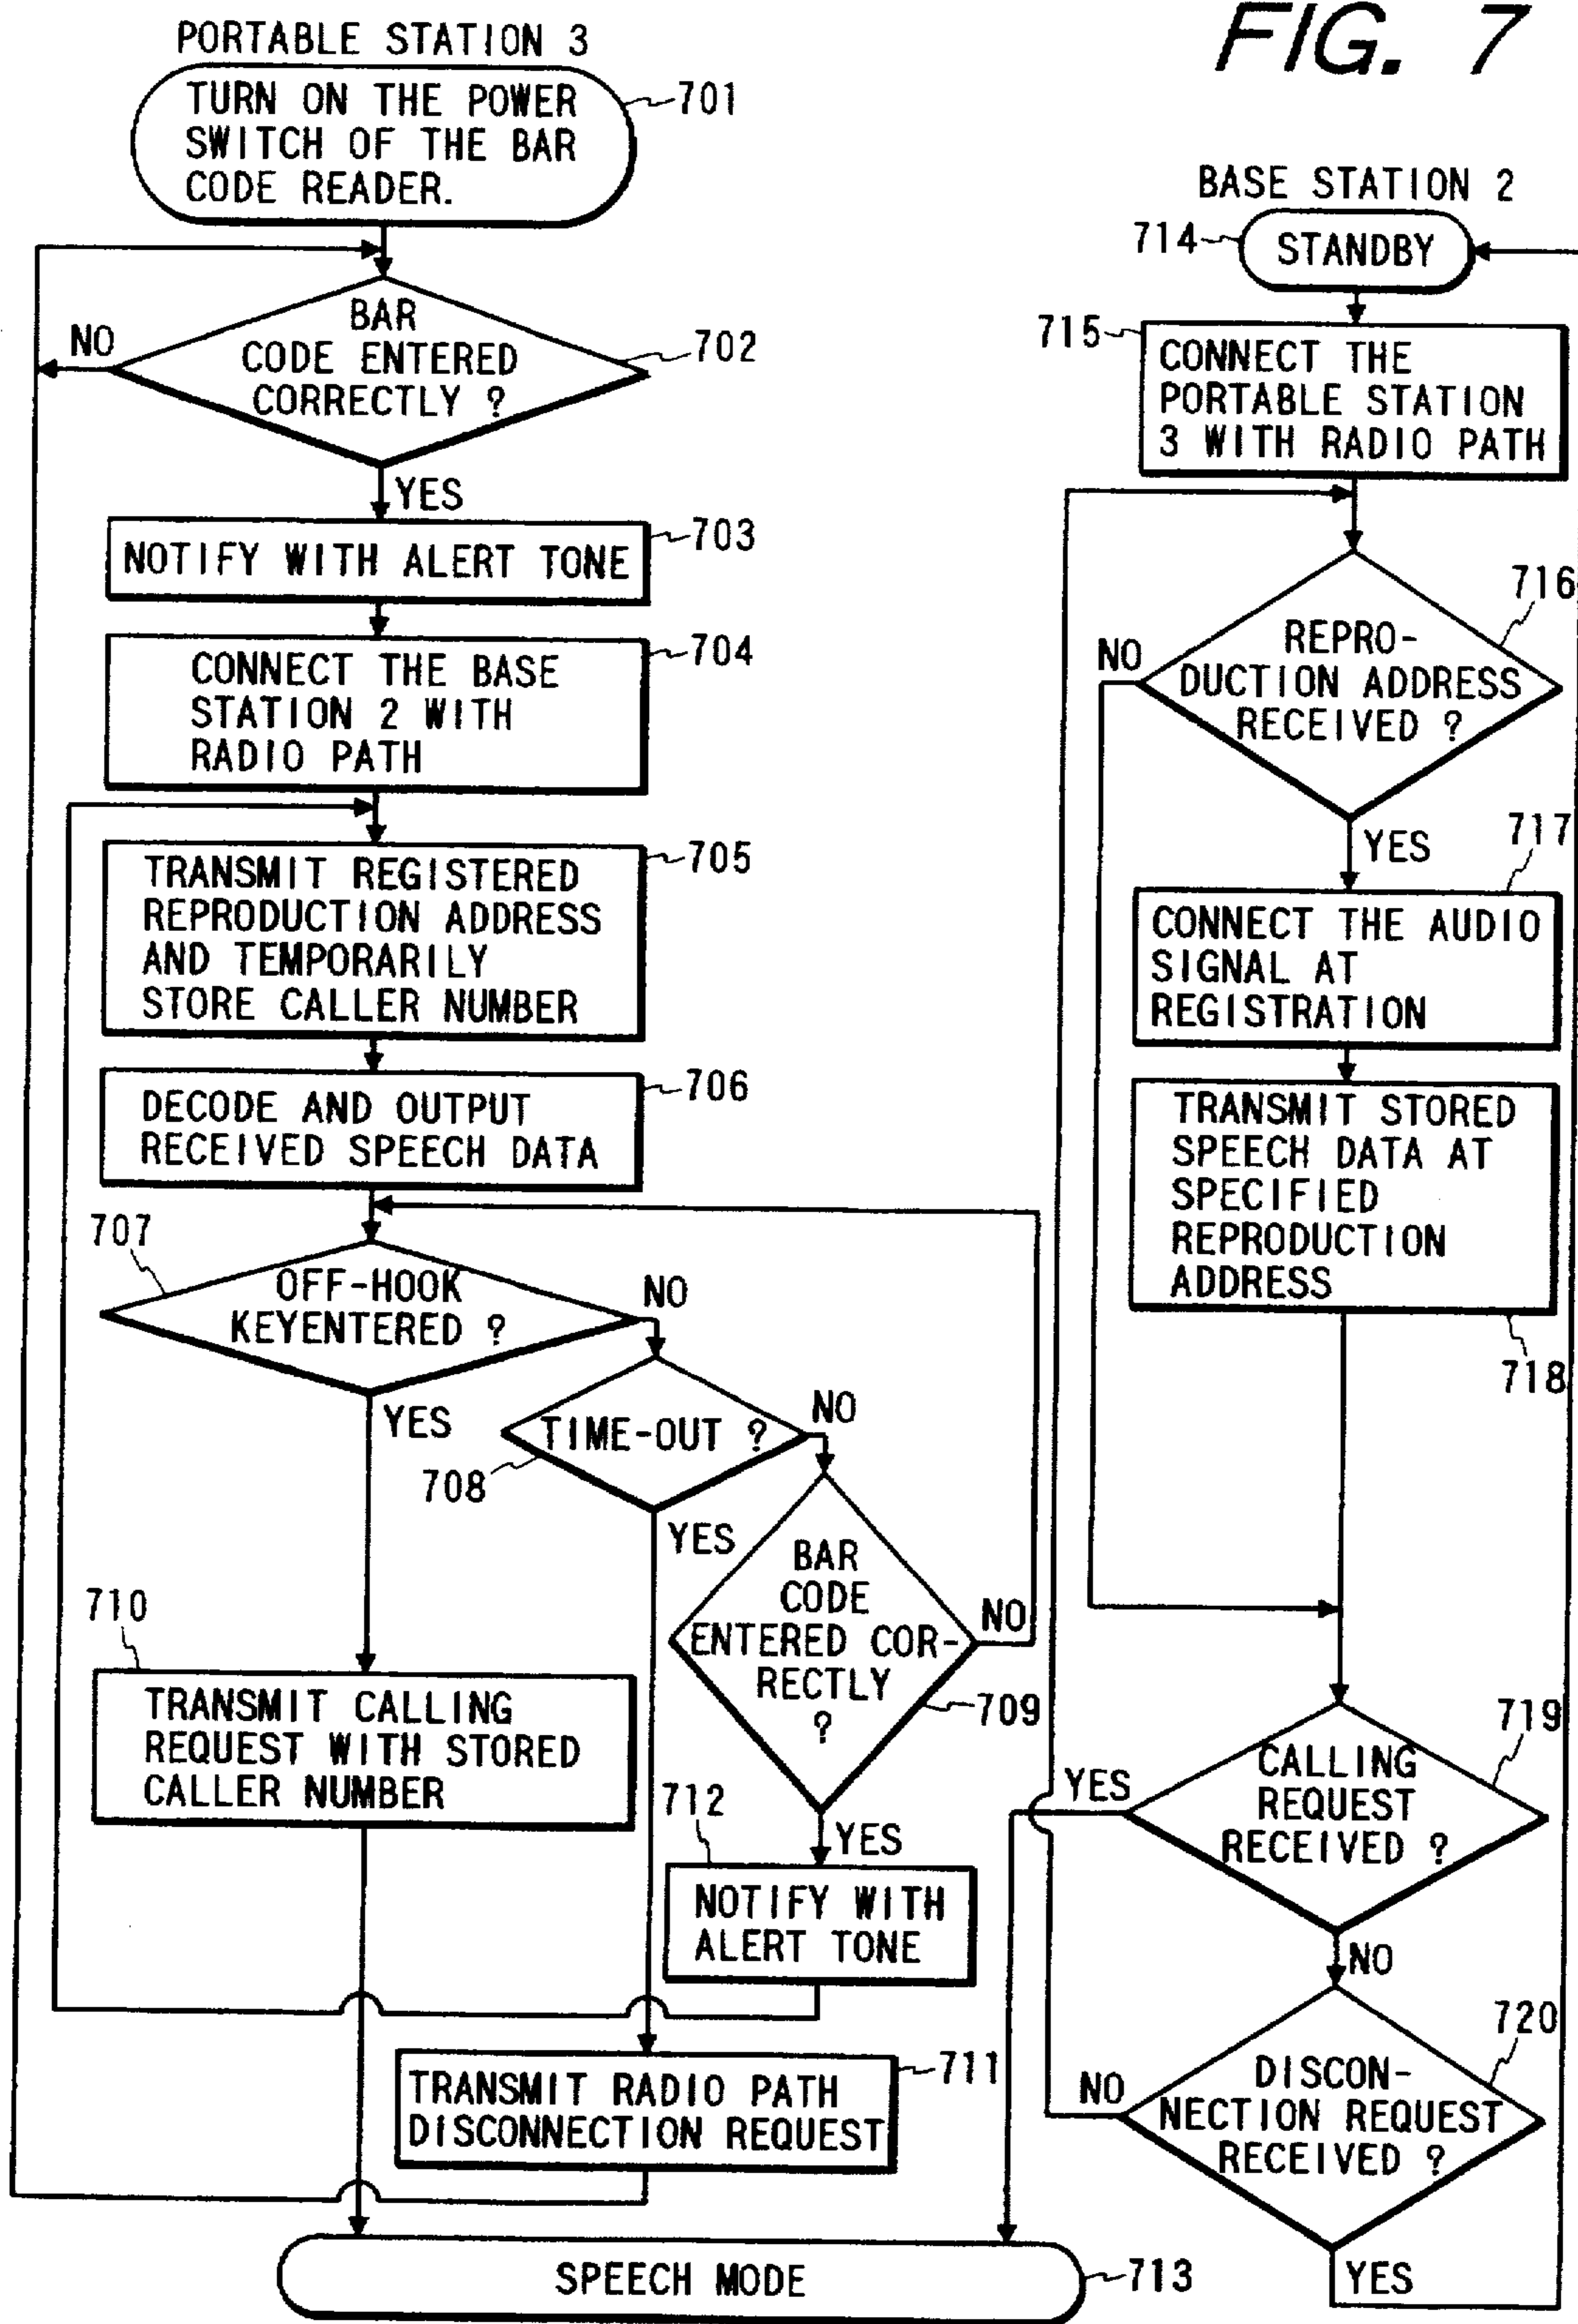 FIG. 7
PORTABLE STATION 3
TURN ON THE POWER
SWITCH OF THE BAR
CODE READER.
701
BAR
CODE ENTERED
CORRECTLY ?
702
NO
YES
NOTIFY WITH ALERT TONE
703
CONNECT THE BASE
STATION 2 WITH
RADIO PATH
704
TRANSMIT REGISTERED
REPRODUCTION ADDRESS
AND TEMPORARILY
STORE CALLER NUMBER
705
DECODE AND OUTPUT
RECEIVED SPEECH DATA
706
707
OFF-HOOK
KEYENTERED ?
NO
YES
TIME-OUT ?
708
NO
YES
BAR
CODE
ENTERED COR-
RECTLY
?
709
NO
YES
710
TRANSMIT CALLING
REQUEST WITH STORED
CALLER NUMBER
712
NOTIFY WITH
ALERT TONE
TRANSMIT RADIO PATH
DISCONNECTION REQUEST
711
SPEECH MODE
713
BASE STATION 2
714
STANDBY
715
CONNECT THE
PORTABLE STATION
3 WITH RADIO PATH
716
REPRO-
DUCTION ADDRESS
RECEIVED ?
NO
YES
717
CONNECT THE AUDIO
SIGNAL AT
REGISTRATION
TRANSMIT STORED
SPEECH DATA AT
SPECIFIED
REPRODUCTION
ADDRESS
718
719
CALLING
REQUEST
RECEIVED ?
YES
NO
720
DISCON-
NECTION REQUEST
RECEIVED ?
NO
YES